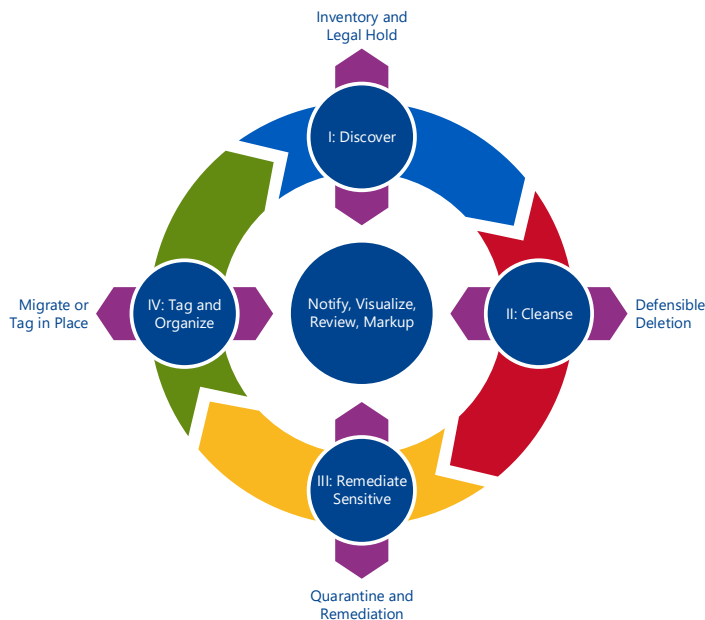 Inventory and
Legal Hold
I: Discover
Migrate or
Tag in Place
IV: Tag and
Organize
Notify, Visualize,
Review, Markup
II: Cleanse
Defensible
Deletion
III: Remediate
Sensitive
Quarantine and
Remediation